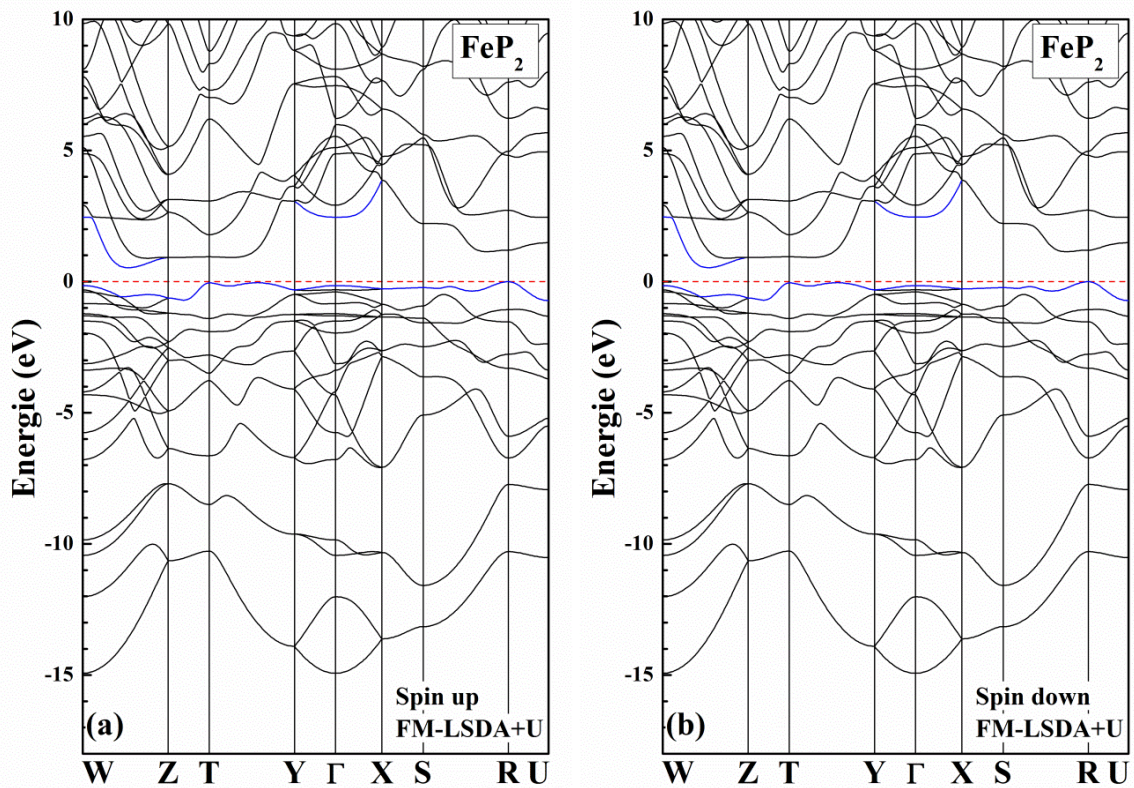 10
5
0
-5
-10
-15
Energie (eV)
FeP₂
Spin up
FM-LSDA+U
(a)
W Z T Y Γ X S R U
10
5
0
-5
-10
-15
Energie (eV)
FeP₂
Spin down
FM-LSDA+U
(b)
W Z T Y Γ X S R U